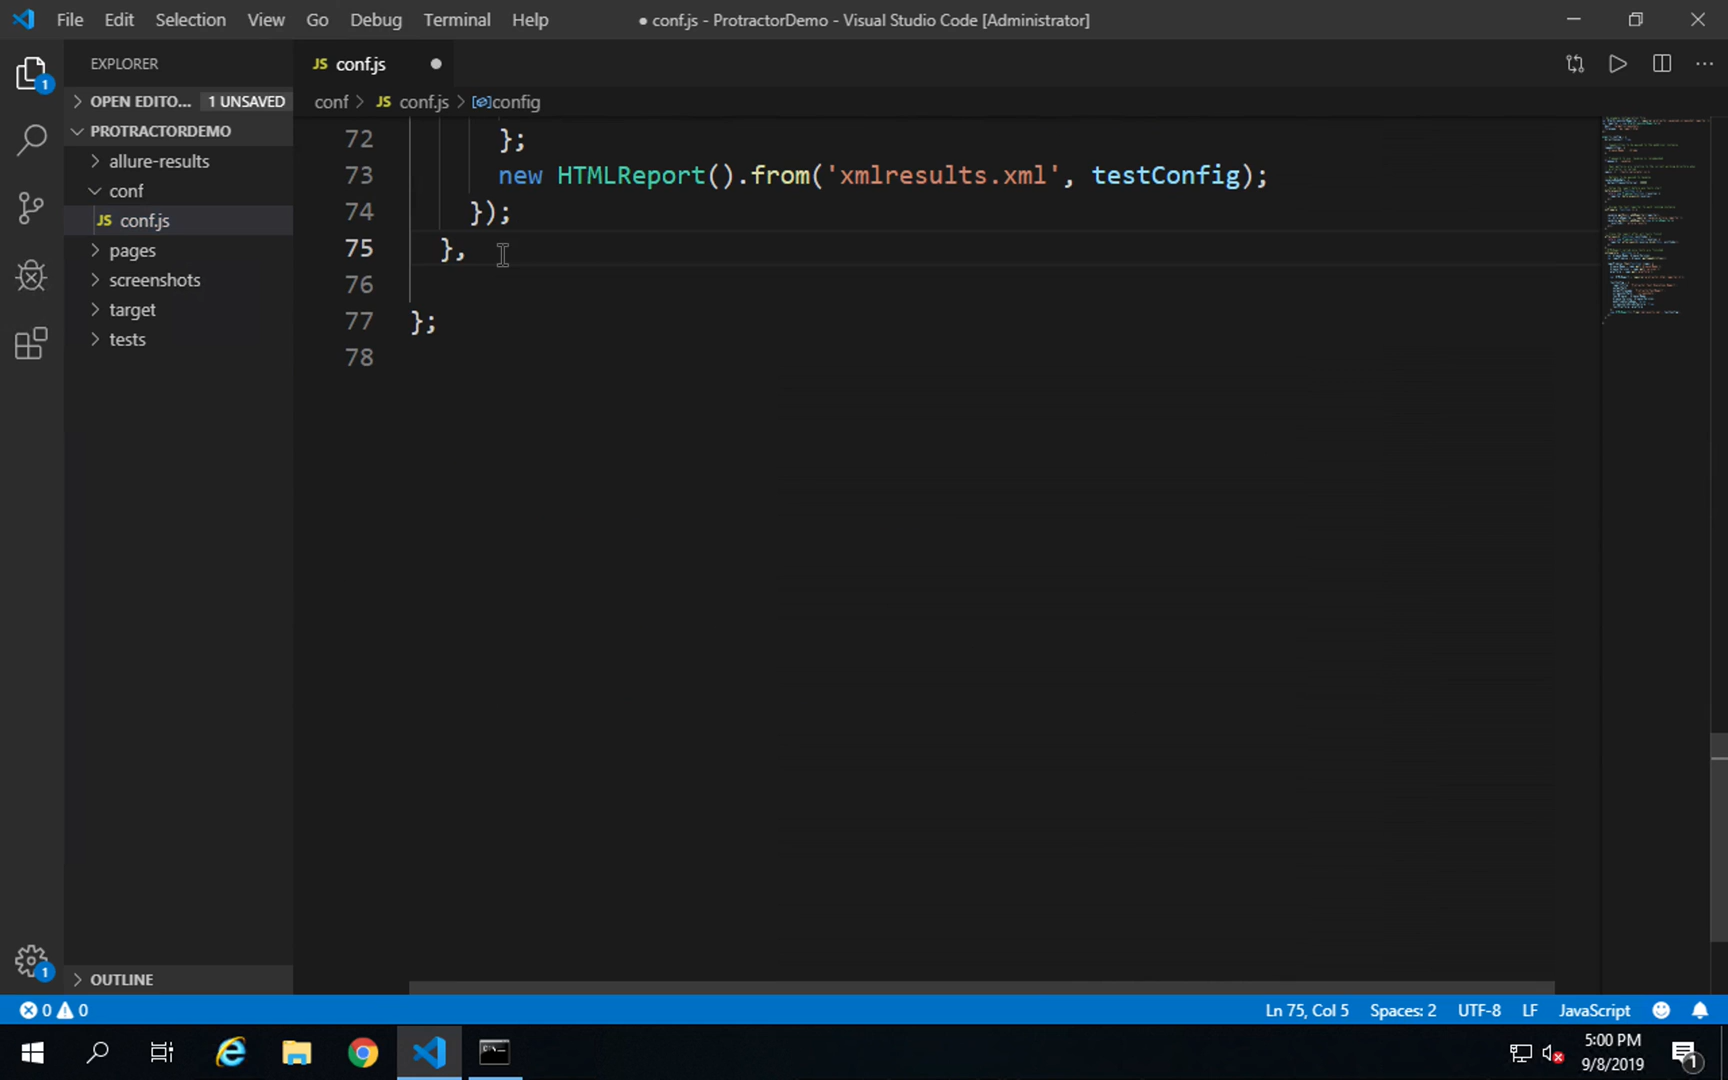 File Edit Selection View Go Debug Terminal Help
● conf.js - ProtractorDemo - Visual Studio Code [Administrator]
EXPLORER
JS conf.js
OPEN EDITO... 1 UNSAVED
conf > JS conf.js > config
PROTRACTORDEMO
allure-results
conf
JS conf.js
pages
screenshots
target
tests
72 };
73 new HTMLReport().from('xmlresults.xml', testConfig);
74 });
75 },
76
77 };
78
1
1
OUTLINE
0 0
Ln 75, Col 5 Spaces: 2 UTF-8 LF JavaScript
5:00 PM
9/8/2019
1